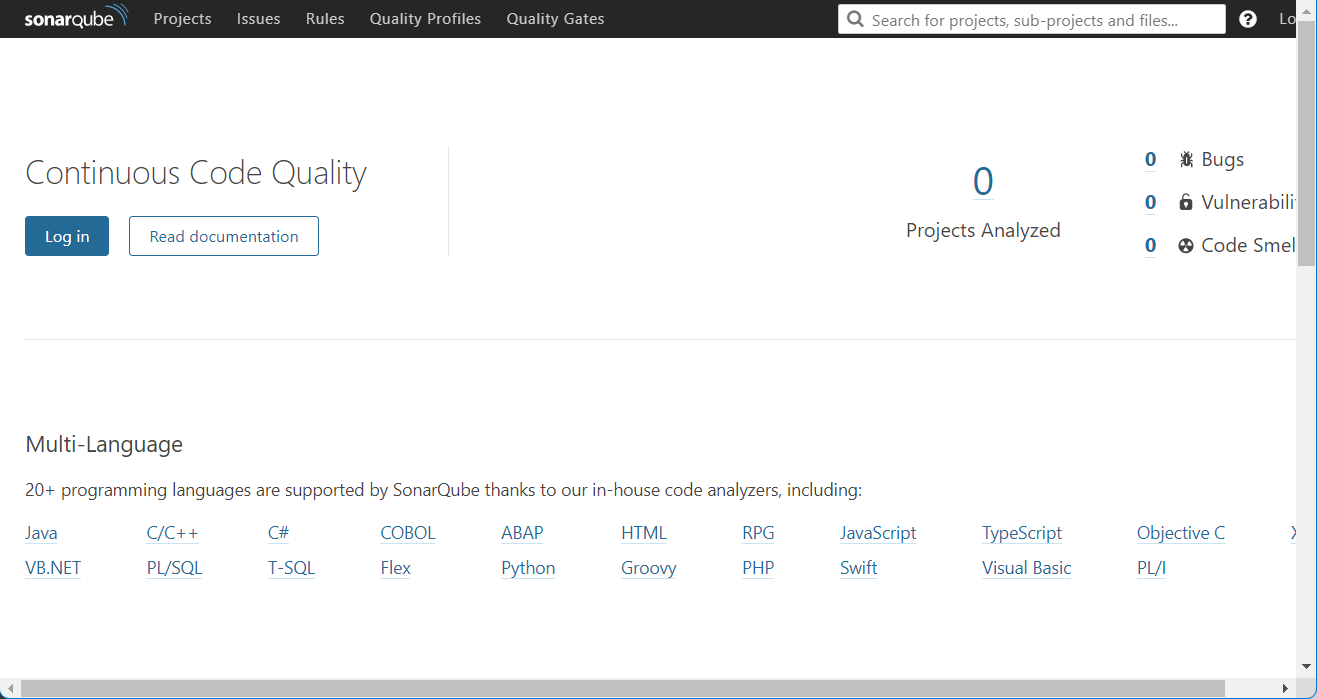 sonarqube Projects Issues Rules Quality Profiles Quality Gates Search for projects, sub-projects and files... ?
Continuous Code Quality
Log in Read documentation
0
Projects Analyzed
0 Bugs
0
0 Code
Multi-Language
20+ programming languages are supported by SonarQube thanks to our in-house code analyzers, including:
Java C/C++ C# COBOL ABAP HTML RPG JavaScript TypeScript Objective C
VB.NET PL/SQL T-SQL Flex Python Groovy PHP Swift Visual Basic PL/I